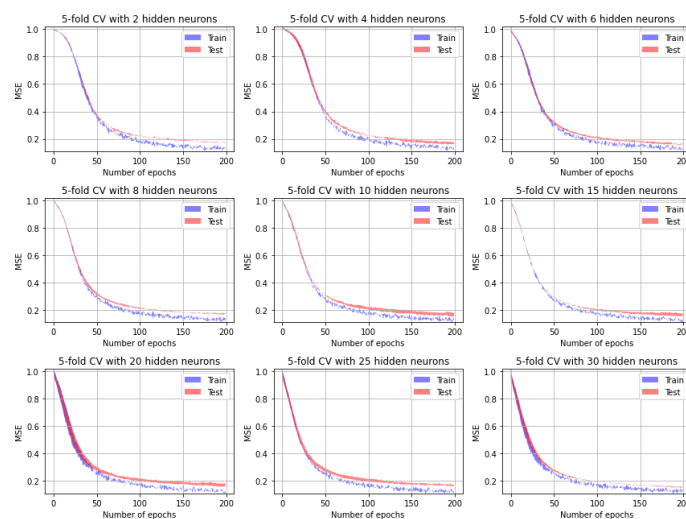 5-fold CV with 2 hidden neurons
5-fold CV with 4 hidden neurons
5-fold CV with 6 hidden neurons
1.0
0.8
0.6
0.4
0.2
MSE
Train
Test
0
50
100
150
200
Number of epochs
1.0
0.8
0.6
0.4
0.2
MSE
Train
Test
0
50
100
150
200
Number of epochs
1.0
0.8
0.6
0.4
0.2
MSE
Train
Test
0
50
100
150
200
Number of epochs
5-fold CV with 8 hidden neurons
5-fold CV with 10 hidden neurons
5-fold CV with 15 hidden neurons
1.0
0.8
0.6
0.4
0.2
MSE
Train
Test
0
50
100
150
200
Number of epochs
1.0
0.8
0.6
0.4
0.2
MSE
Train
Test
0
50
100
150
200
Number of epochs
1.0
0.8
0.6
0.4
0.2
MSE
Train
Test
0
50
100
150
200
Number of epochs
5-fold CV with 20 hidden neurons
5-fold CV with 25 hidden neurons
5-fold CV with 30 hidden neurons
1.0
0.8
0.6
0.4
0.2
MSE
Train
Test
0
50
100
150
200
Number of epochs
1.0
0.8
0.6
0.4
0.2
MSE
Train
Test
0
50
100
150
200
Number of epochs
1.0
0.8
0.6
0.4
0.2
MSE
Train
Test
0
50
100
150
200
Number of epochs